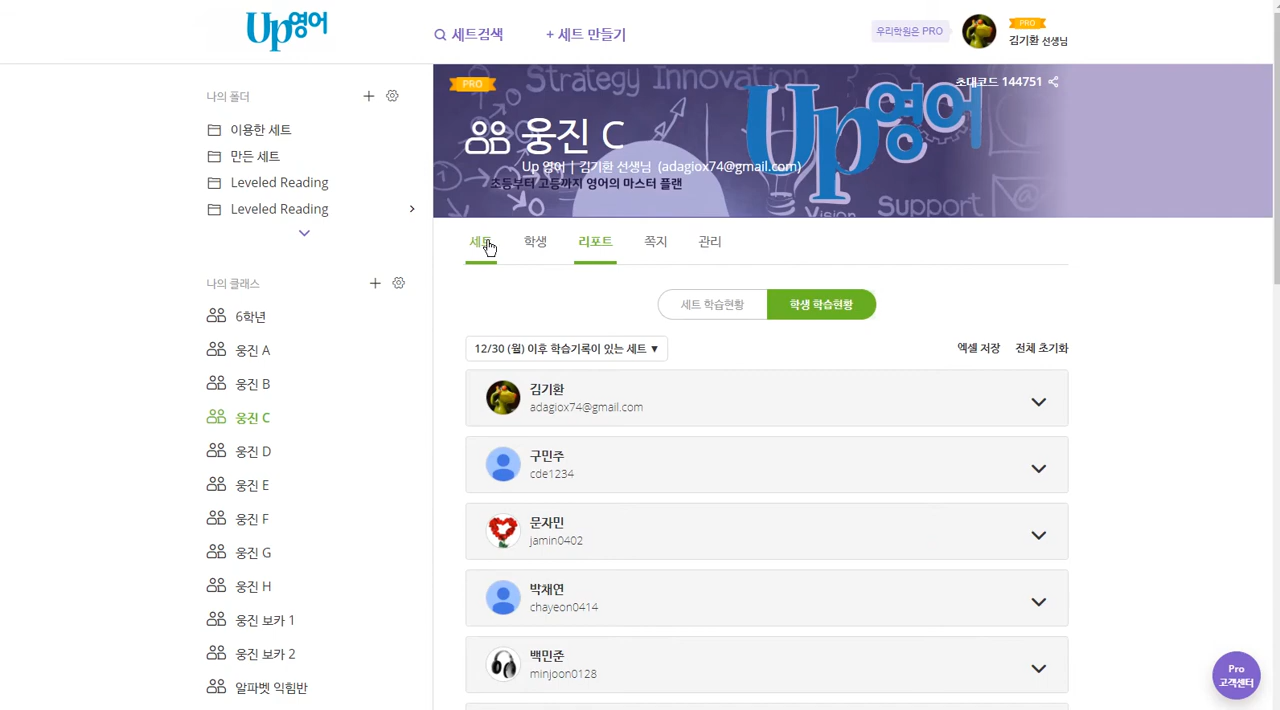 Up영어
세트검색
+ 세트 만들기
우리학원은 PRO
PRO
김기환 선생님
나의 폴더
이용한 세트
만든 세트
Leveled Reading
Leveled Reading
나의 클래스
6학년
웅진 A
웅진 B
웅진 C
웅진 D
웅진 E
웅진 F
웅진 G
웅진 H
웅진 보카 1
웅진 보카 2
알파벳 익힘반
PRO
Strategy Innovation
초대코드 144751
웅진 C
Up영어
Up 영어 | 김기환 선생님 (adagiox74@gmail.com)
초등부터 고등까지 영어의 마스터 플랜
Vision
Support
세트
학생
리포트
쪽지
관리
세트 학습현황
학생 학습현황
12/30 (월) 이후 학습기록이 있는 세트 ▼
엑셀 저장
전체 초기화
김기환
adagiox74@gmail.com
구민주
cde1234
문자민
jamin0402
박채연
chayeon0414
백민준
minjoon0128
Pro
고객센터